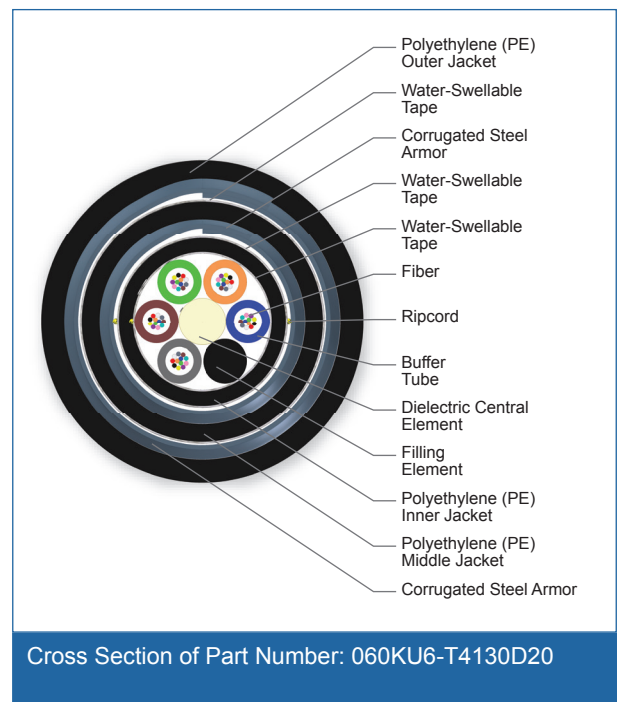 Polyethylene (PE)
Outer Jacket
Water-Swellable
Tape
Corrugated Steel
Armor
Water-Swellable
Tape
Water-Swellable
Tape
Fiber
Ripcord
Buffer
Tube
Dielectric Central
Element
Filling
Element
Polyethylene (PE)
Inner Jacket
Polyethylene (PE)
Middle Jacket
Corrugated Steel Armor
Cross Section of Part Number: 060KU6-T4130D20